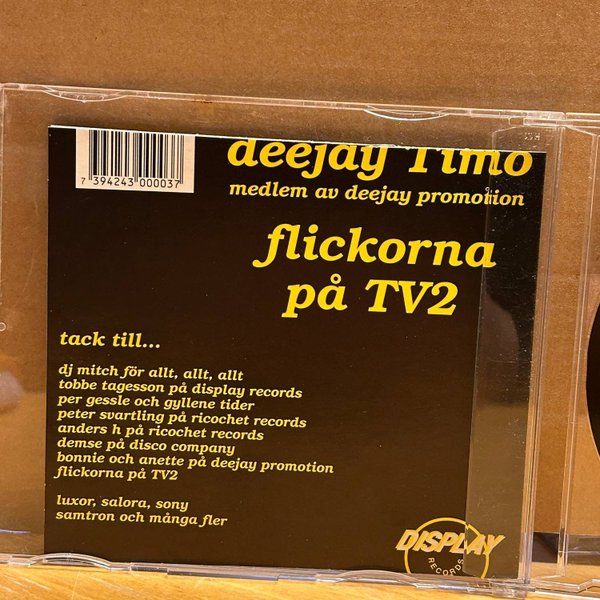 7 394243 000037
deejay Timo
medlem av deejay promotion
flickorna
på TV2
tack till...
dj mitch för allt, allt, allt
tobbe tagesson på display records
per gessle och gyllene tider
peter svartling på ricochet records
anders h på ricochet records
demse på disco company
bonnie och anette på deejay promotion
flickorna på TV2
luxor, salora, sony
samtron och många fler
DISPLAY
RECORDS